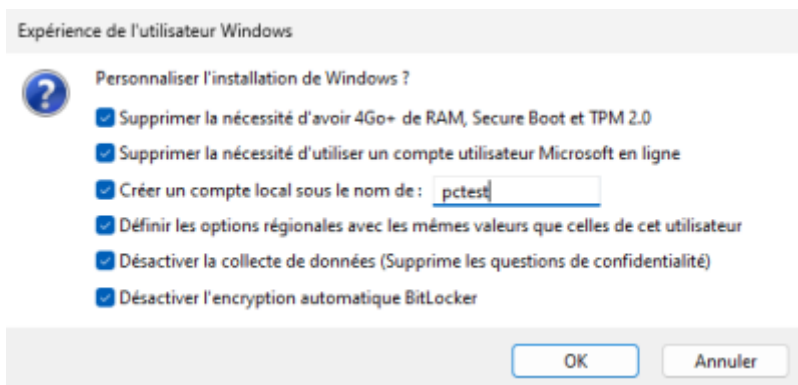 Expérience de l'utilisateur Windows
Personnaliser l'installation de Windows ?
Supprimer la nécessité d'avoir 4Go+ de RAM, Secure Boot et TPM 2.0
Supprimer la nécessité d'utiliser un compte utilisateur Microsoft en ligne
Créer un compte local sous le nom de : pctest
Définir les options régionales avec les mêmes valeurs que celles de cet utilisateur
Désactiver la collecte de données (Supprime les questions de confidentialité)
Désactiver l'encryption automatique BitLocker
OK Annuler